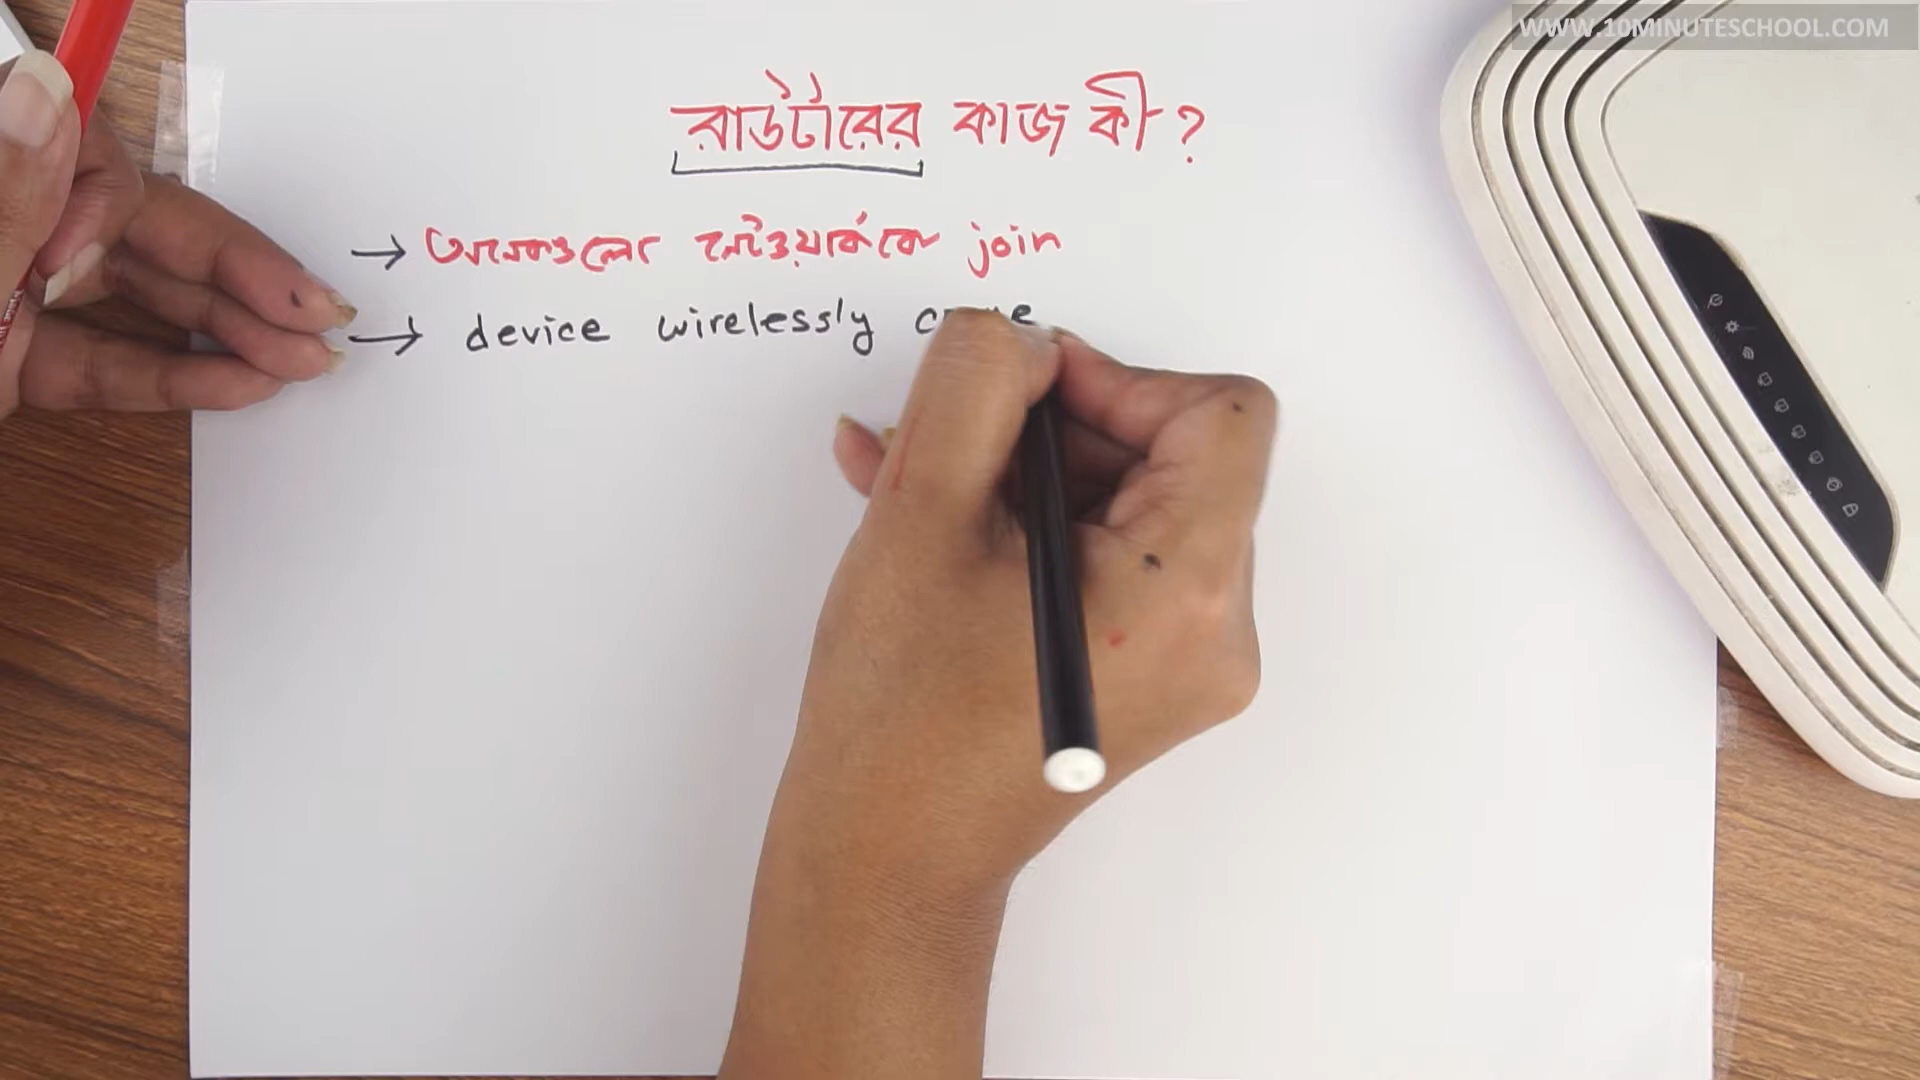 WWW.10MINUTESCHOOL.COM
রাউটারের কাজ কী ?
→ অনেকগুলো নেটওয়ার্ককে join
→ device wirelessly